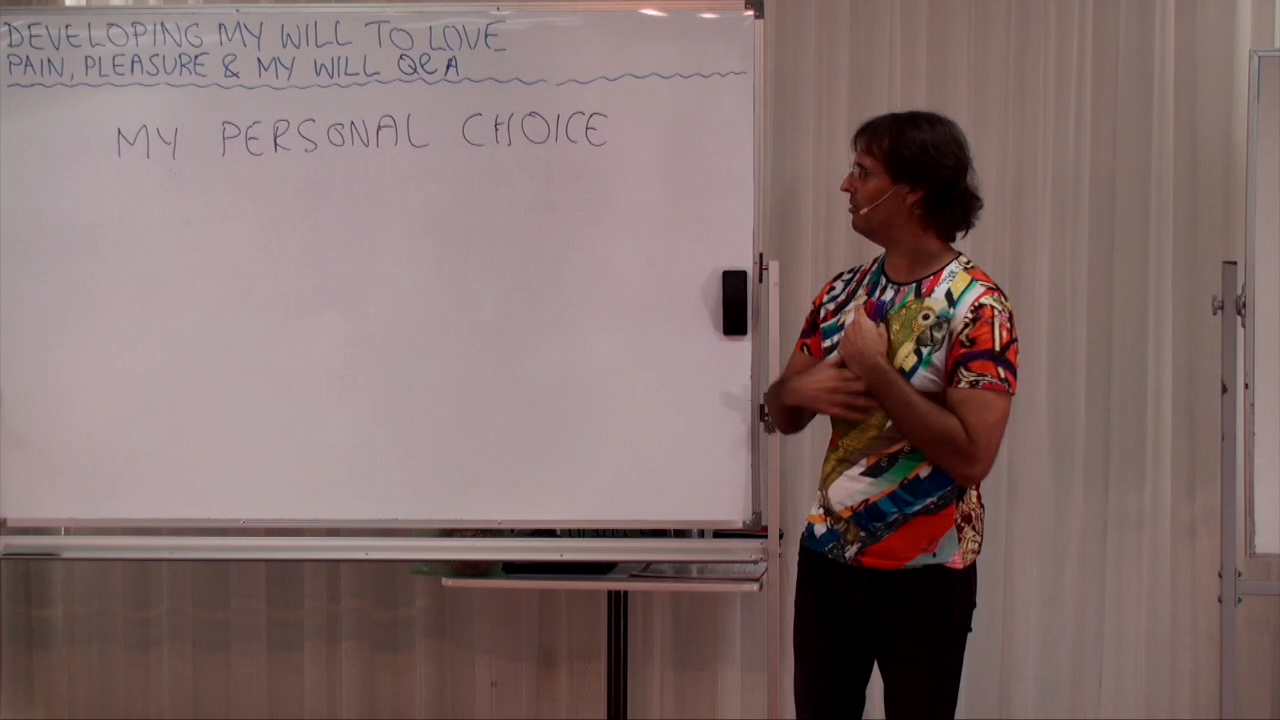 DEVELOPING MY WILL TO LOVE
PAIN, PLEASURE & MY WILL Q&A
MY PERSONAL CHOICE